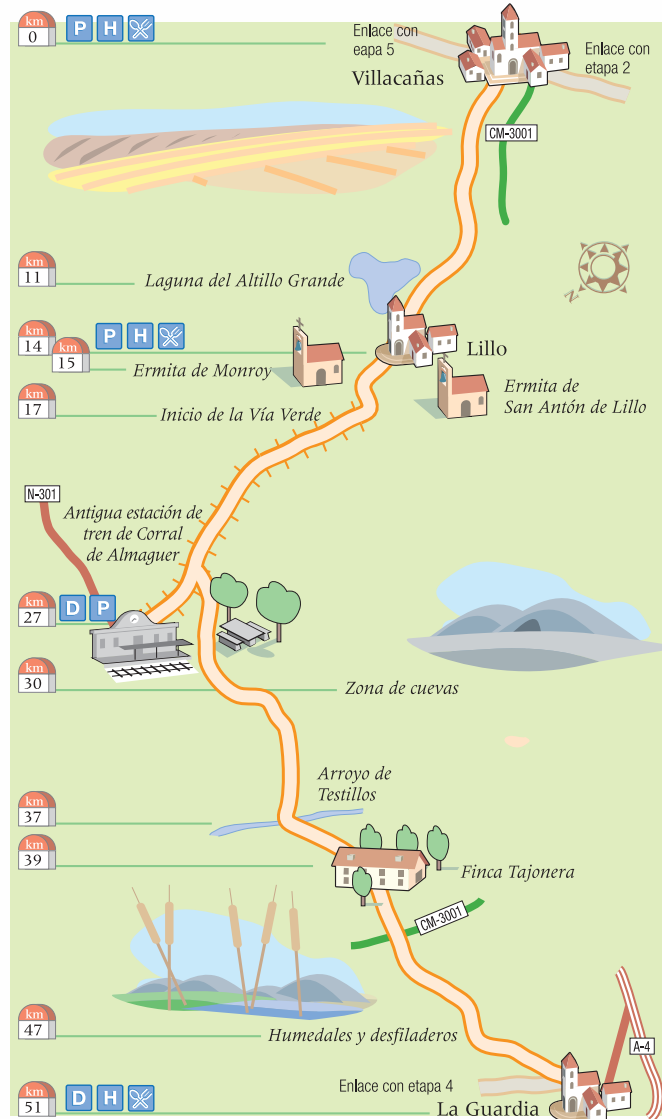 km
0
P H
Enlace con
eapa 5
Enlace con
etapa 2
Villacañas
CM-3001
km
11
Laguna del Altillo Grande
N
km
14
P H
Lillo
km
15
Ermita de Monroy
Ermita de
San Antón de Lillo
km
17
Inicio de la Vía Verde
N-301
Antigua estación de
tren de Corral
de Almaguer
km
27
D P
km
30
Zona de cuevas
Arroyo de
Testillos
km
37
km
39
Finca Tajonera
CM-3001
km
47
Humedales y desfiladeros
A-4
Enlace con etapa 4
km
51
D H
La Guardia